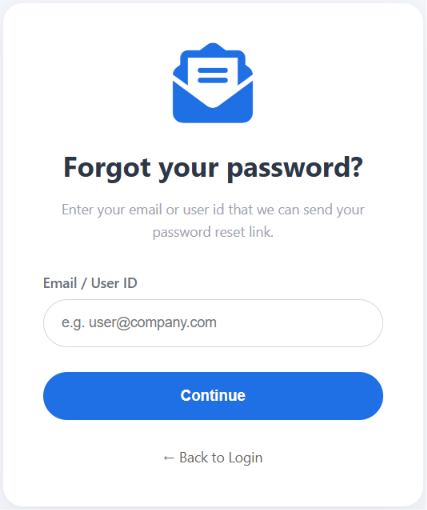 Forgot your password?
Enter your email or user id that we can send your
password reset link.
Email / User ID
e.g. user@company.com
Continue
← Back to Login